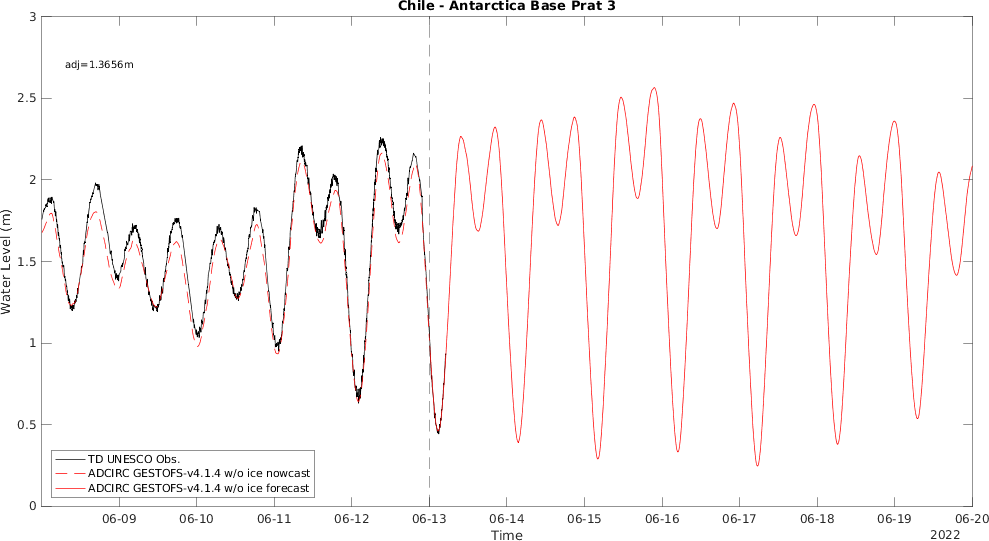 Chile - Antarctica Base Prat 3
3
adj=1.3656m
2.5
2
1.5
1
0.5
0
Water Level (m)
TD UNESCO Obs.
ADCIRC GESTOFS-v4.1.4 w/o ice nowcast
ADCIRC GESTOFS-v4.1.4 w/o ice forecast
06-09 06-10 06-11 06-12 06-13 06-14 06-15 06-16 06-17 06-18 06-19 06-20
Time
2022